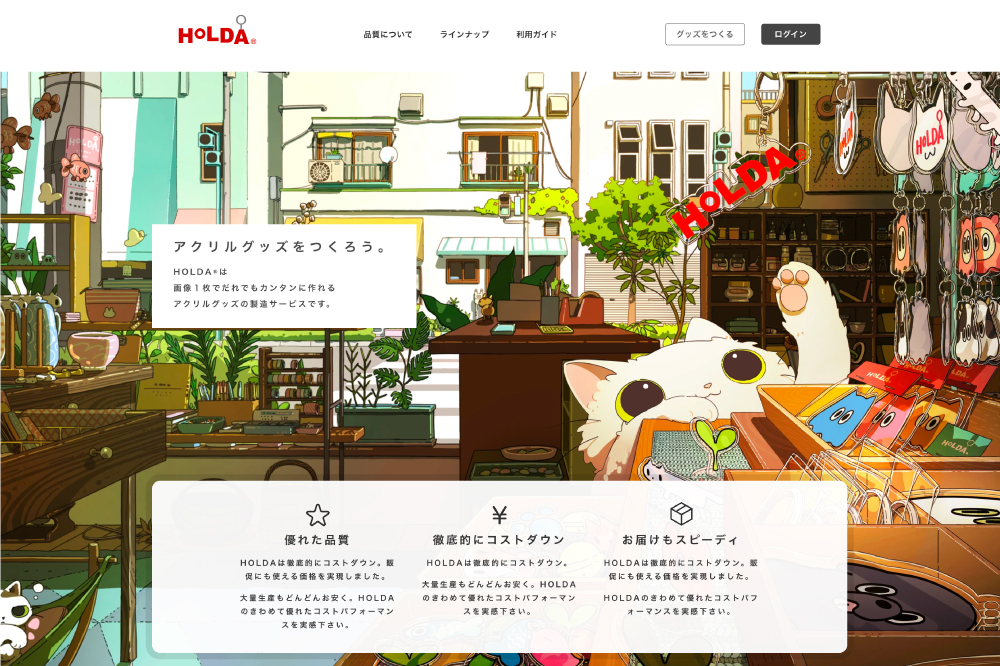 HOLDA®
品質について
ラインナップ
利用ガイド
グッズをつくる
ログイン
HOLDA
HOLDA®
HOLDA
HOLDA
アクリルグッズをつくろう。
HOLDA®は
画像1枚でだれでもカンタンに作れる
アクリルグッズの製造サービスです。
HOLDA
HOLDA
優れた品質
HOLDAは徹底的にコストダウン。販
促にも使える価格を実現しました。
大量生産もどんどんお安く。HOLDA
のきわめて優れたコストパフォーマン
スを実感下さい。
徹底的にコストダウン
HOLDAは徹底的にコストダウン。
大量生産もどんどんお安く。HOLDA
のきわめて優れたコストパフォーマン
スを実感下さい。
お届けもスピーディ
HOLDAは徹底的にコストダウン。販
促にも使える価格を実現しました。
HOLDAのきわめて優れたコストパフ
ォーマンスを実感下さい。